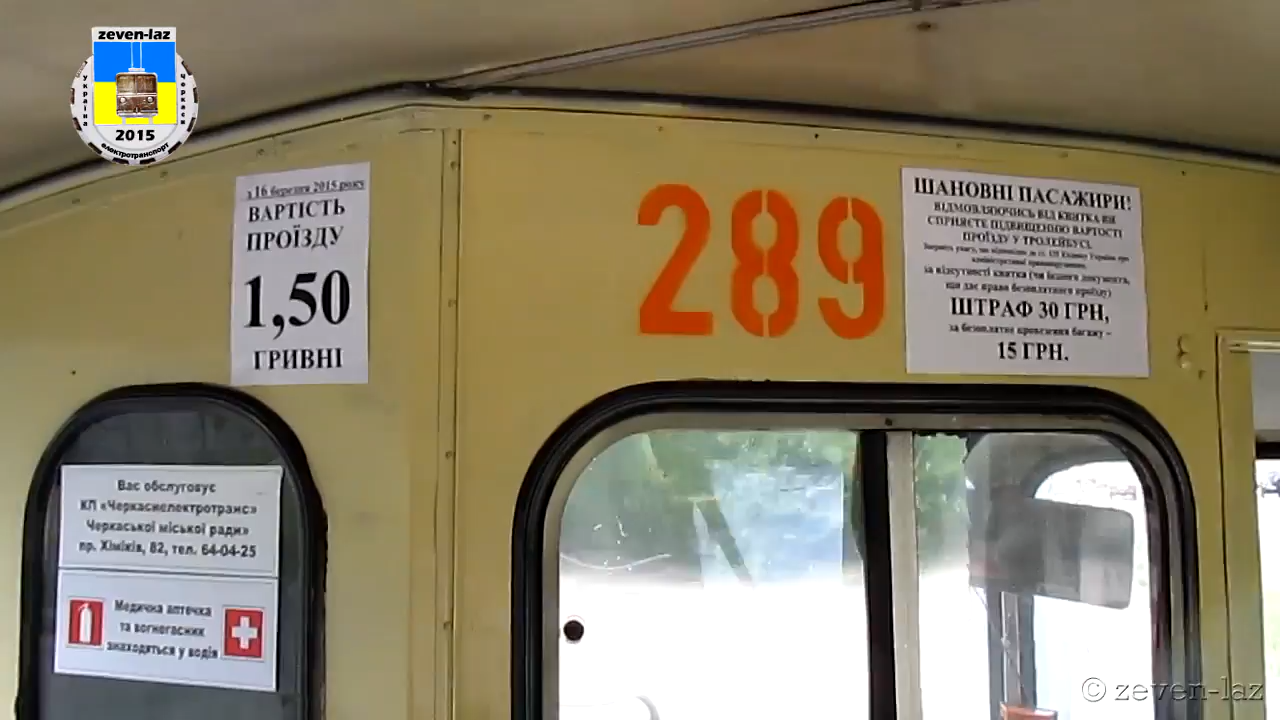 zeven-laz
Україна
Черкаси
2015
електротранспорт
з 16 березня 2015 року
ВАРТІСТЬ
ПРОЇЗДУ
1,50
ГРИВНІ
289
ШАНОВНІ ПАСАЖИРИ!
ВІДМОВЛЯЮЧИСЬ ВІД КВИТКА ВИ
СПРИЯЄТЕ ПІДВИЩЕННЮ ВАРТОСТІ
ПРОЇЗДУ У ТРОЛЕЙБУСІ.
за відсутності квитка (чи іншого документа,
що дає право безоплатного проїзду)
ШТРАФ 30 ГРН,
за безоплатне провезення багажу –
15 ГРН.
Вас обслуговує
КП «Черкасиелектротранс»
Черкаської міської ради»
пр. Хіміків, 82, тел. 64-04-25
Медична аптечка
та вогнегасник
знаходяться у водія
© zeven-laz